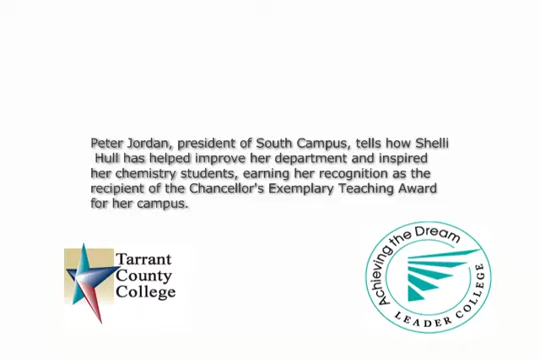 Peter Jordan, president of South Campus, tells how Shelli
Hull has helped improve her department and inspired
her chemistry students, earning her recognition as the
recipient of the Chancellor's Exemplary Teaching Award
for her campus.
Tarrant
County
College
Achieving the Dream
LEADER COLLEGE